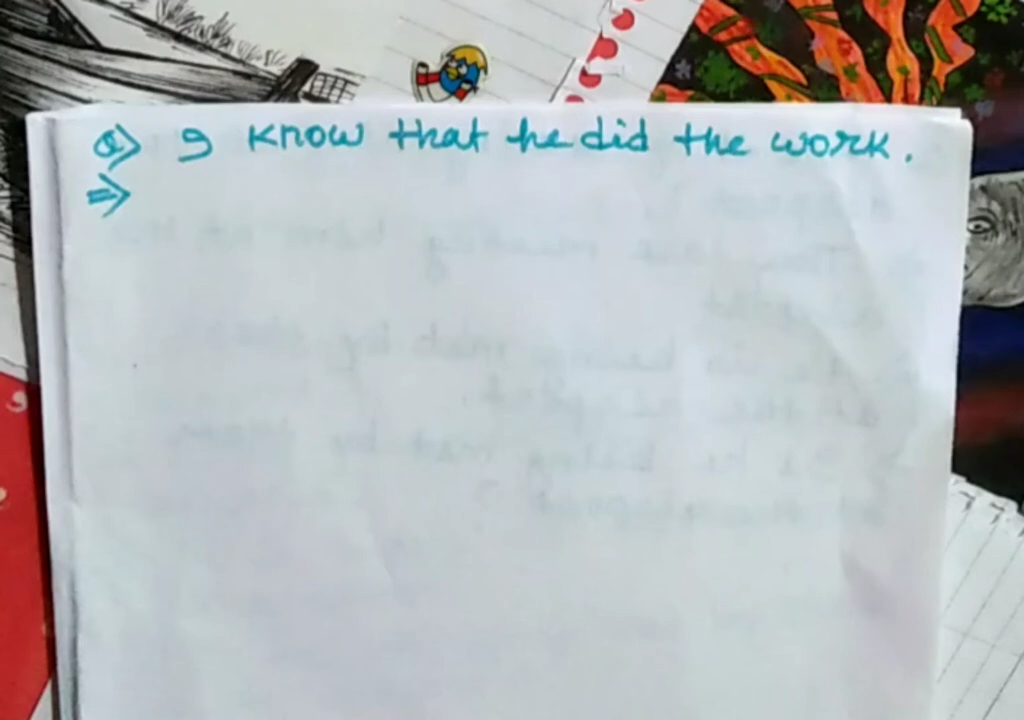 Q) I know that he did the work.
⇒